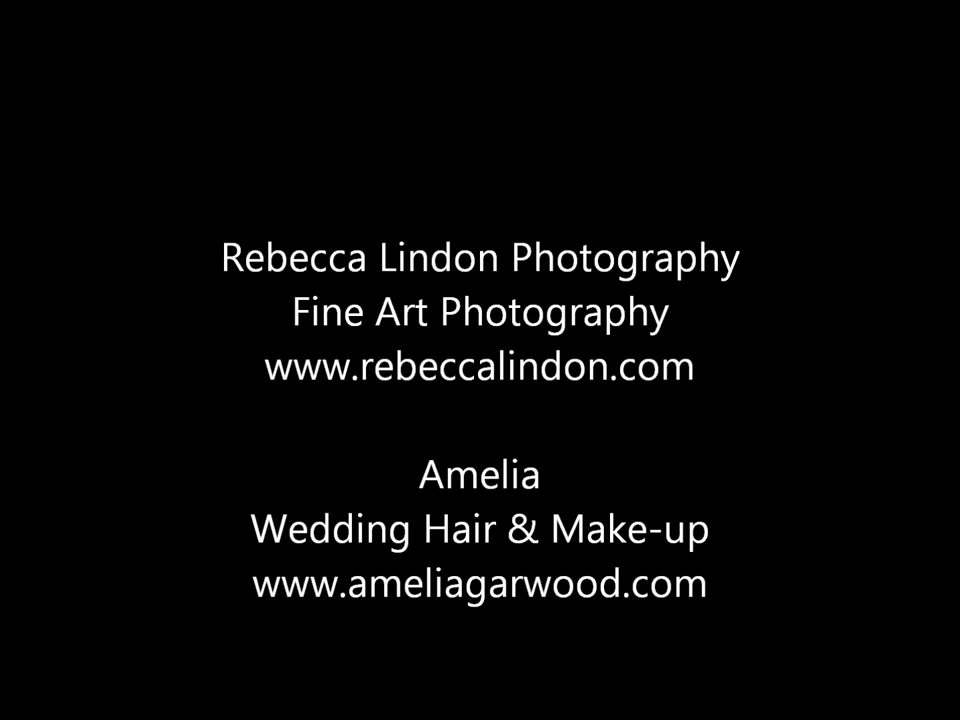 Rebecca Lindon Photography
Fine Art Photography
www.rebeccalindon.com
Amelia
Wedding Hair & Make-up
www.ameliagarwood.com